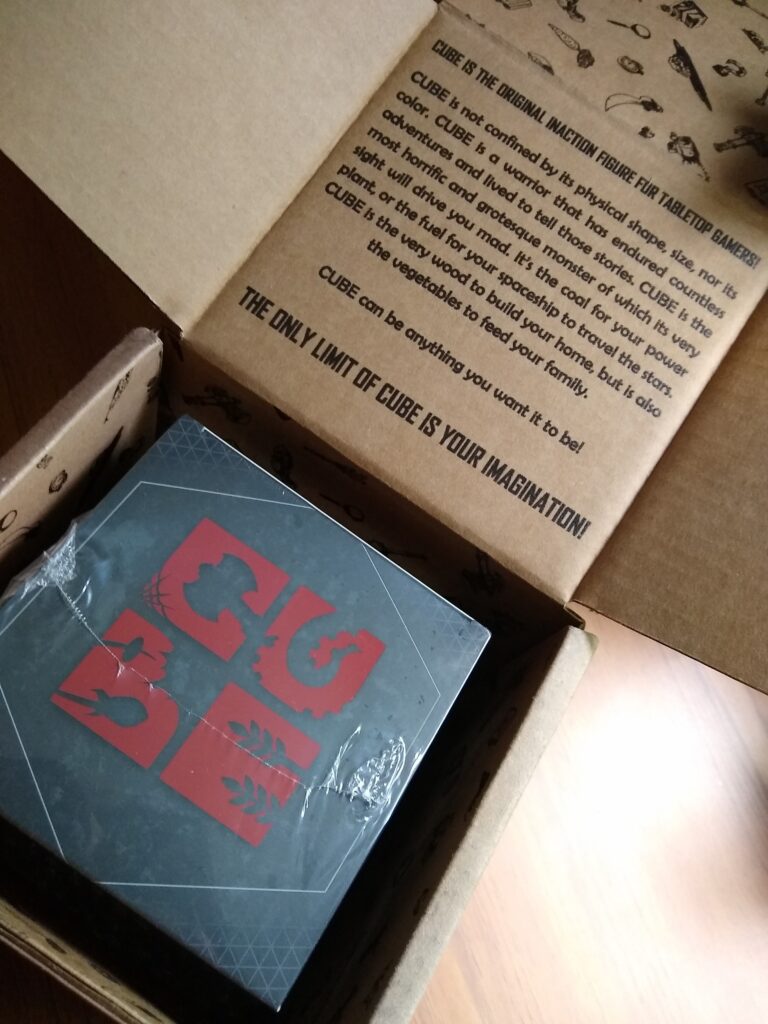 CUBE IS THE ORIGINAL INACTION FIGURE FOR TABLETOP GAMERS!
CUBE is not confined by its physical shape, size, nor its
color. CUBE is a warrior that has endured countless
adventures and lived to tell those stories. CUBE is the
most horrific and grotesque monster of which its very
sight will drive you mad. It's the coal for your power
plant, or the fuel for your spaceship to travel the stars.
CUBE is the very wood to build your home, but is also
the vegetables to feed your family.
CUBE can be anything you want it to be!
THE ONLY LIMIT OF CUBE IS YOUR IMAGINATION!
CU
BE